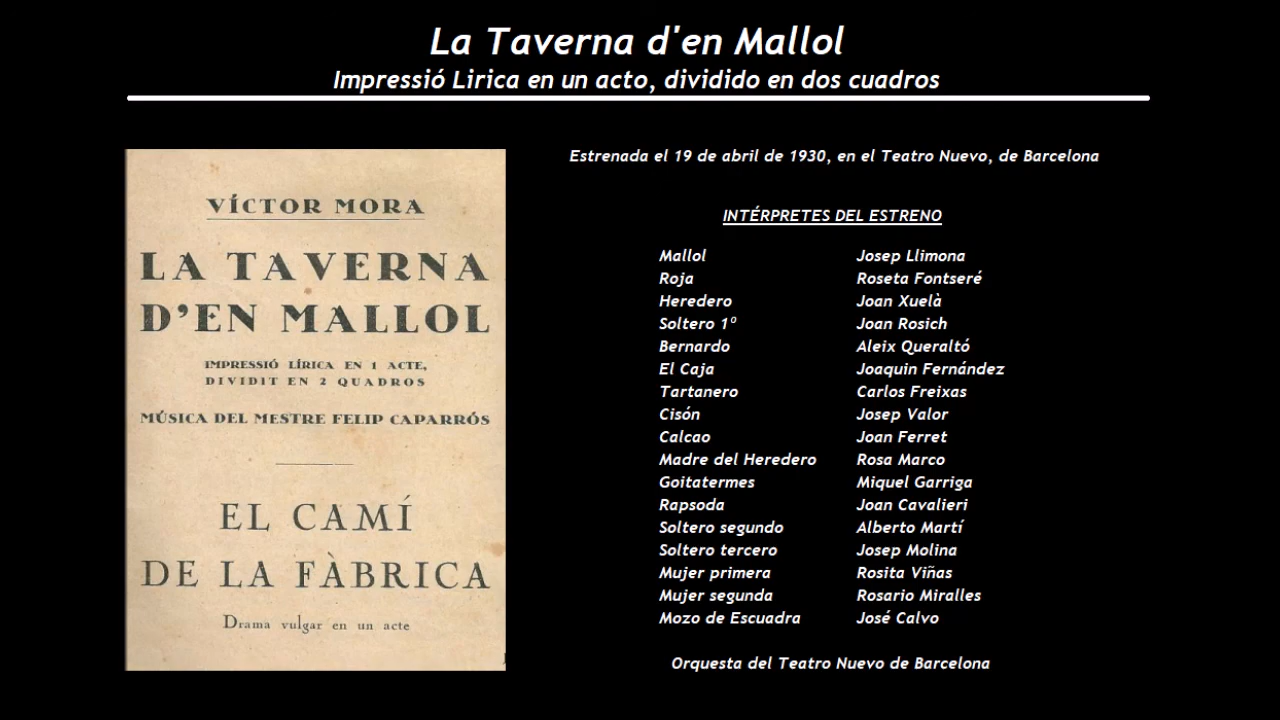 La Taverna d'en Mallol
Impressió Lirica en un acto, dividido en dos cuadros
VÍCTOR MORA
LA TAVERNA
D'EN MALLOL
IMPRESSIÓ LÍRICA EN 1 ACTE,
DIVIDIT EN 2 QUADROS
MÚSICA DEL MESTRE FELIP CAPARRÓS
EL CAMÍ
DE LA FÀBRICA
Drama vulgar en un acte
Estrenada el 19 de abril de 1930, en el Teatro Nuevo, de Barcelona
INTÉRPRETES DEL ESTRENO
Mallol Josep Llimona
Roja Roseta Fontseré
Heredero Joan Xuelà
Soltero 1º Joan Rosich
Bernardo Aleix Queraltó
El Caja Joaquin Fernández
Tartanero Carlos Freixas
Cisón Josep Valor
Calcao Joan Ferret
Madre del Heredero Rosa Marco
Goitatermes Miquel Garriga
Rapsoda Joan Cavalieri
Soltero segundo Alberto Martí
Soltero tercero Josep Molina
Mujer primera Rosita Viñas
Mujer segunda Rosario Miralles
Mozo de Escuadra José Calvo
Orquesta del Teatro Nuevo de Barcelona